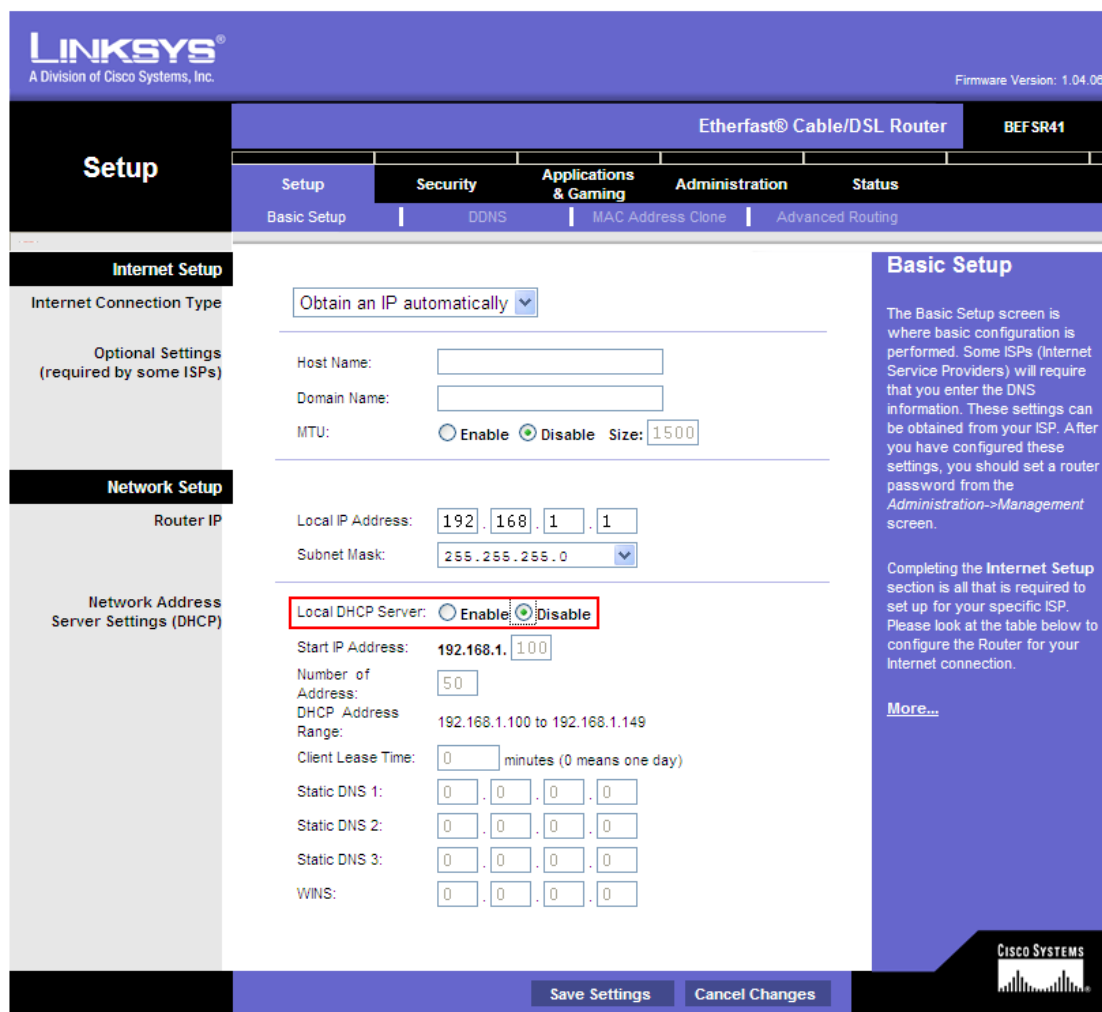 LINKSYS®
A Division of Cisco Systems, Inc.
Firmware Version: 1.04.06
Etherfast® Cable/DSL Router
BEFSR41
Setup
Setup
Security
Applications
& Gaming
Administration
Status
Basic Setup
DDNS
MAC Address Clone
Advanced Routing
Internet Setup
Internet Connection Type
Obtain an IP automatically
Optional Settings
(required by some ISPs)
Host Name:
Domain Name:
MTU: Enable Disable Size: 1500
Network Setup
Router IP
Local IP Address: 192 . 168 . 1 . 1
Subnet Mask: 255.255.255.0
Network Address
Server Settings (DHCP)
Local DHCP Server: Enable Disable
Start IP Address: 192.168.1. 100
Number of
Address:
50
DHCP Address
Range:
192.168.1.100 to 192.168.1.149
Client Lease Time: 0 minutes (0 means one day)
Static DNS 1: 0 . 0 . 0 . 0
Static DNS 2: 0 . 0 . 0 . 0
Static DNS 3: 0 . 0 . 0 . 0
WINS: 0 . 0 . 0 . 0
Basic Setup
The Basic Setup screen is
where basic configuration is
performed. Some ISPs (Internet
Service Providers) will require
that you enter the DNS
information. These settings can
be obtained from your ISP. After
you have configured these
settings, you should set a router
password from the
Administration->Management
screen.
Completing the Internet Setup
section is all that is required to
set up for your specific ISP.
Please look at the table below to
configure the Router for your
Internet connection.
More...
Save Settings
Cancel Changes
CISCO SYSTEMS